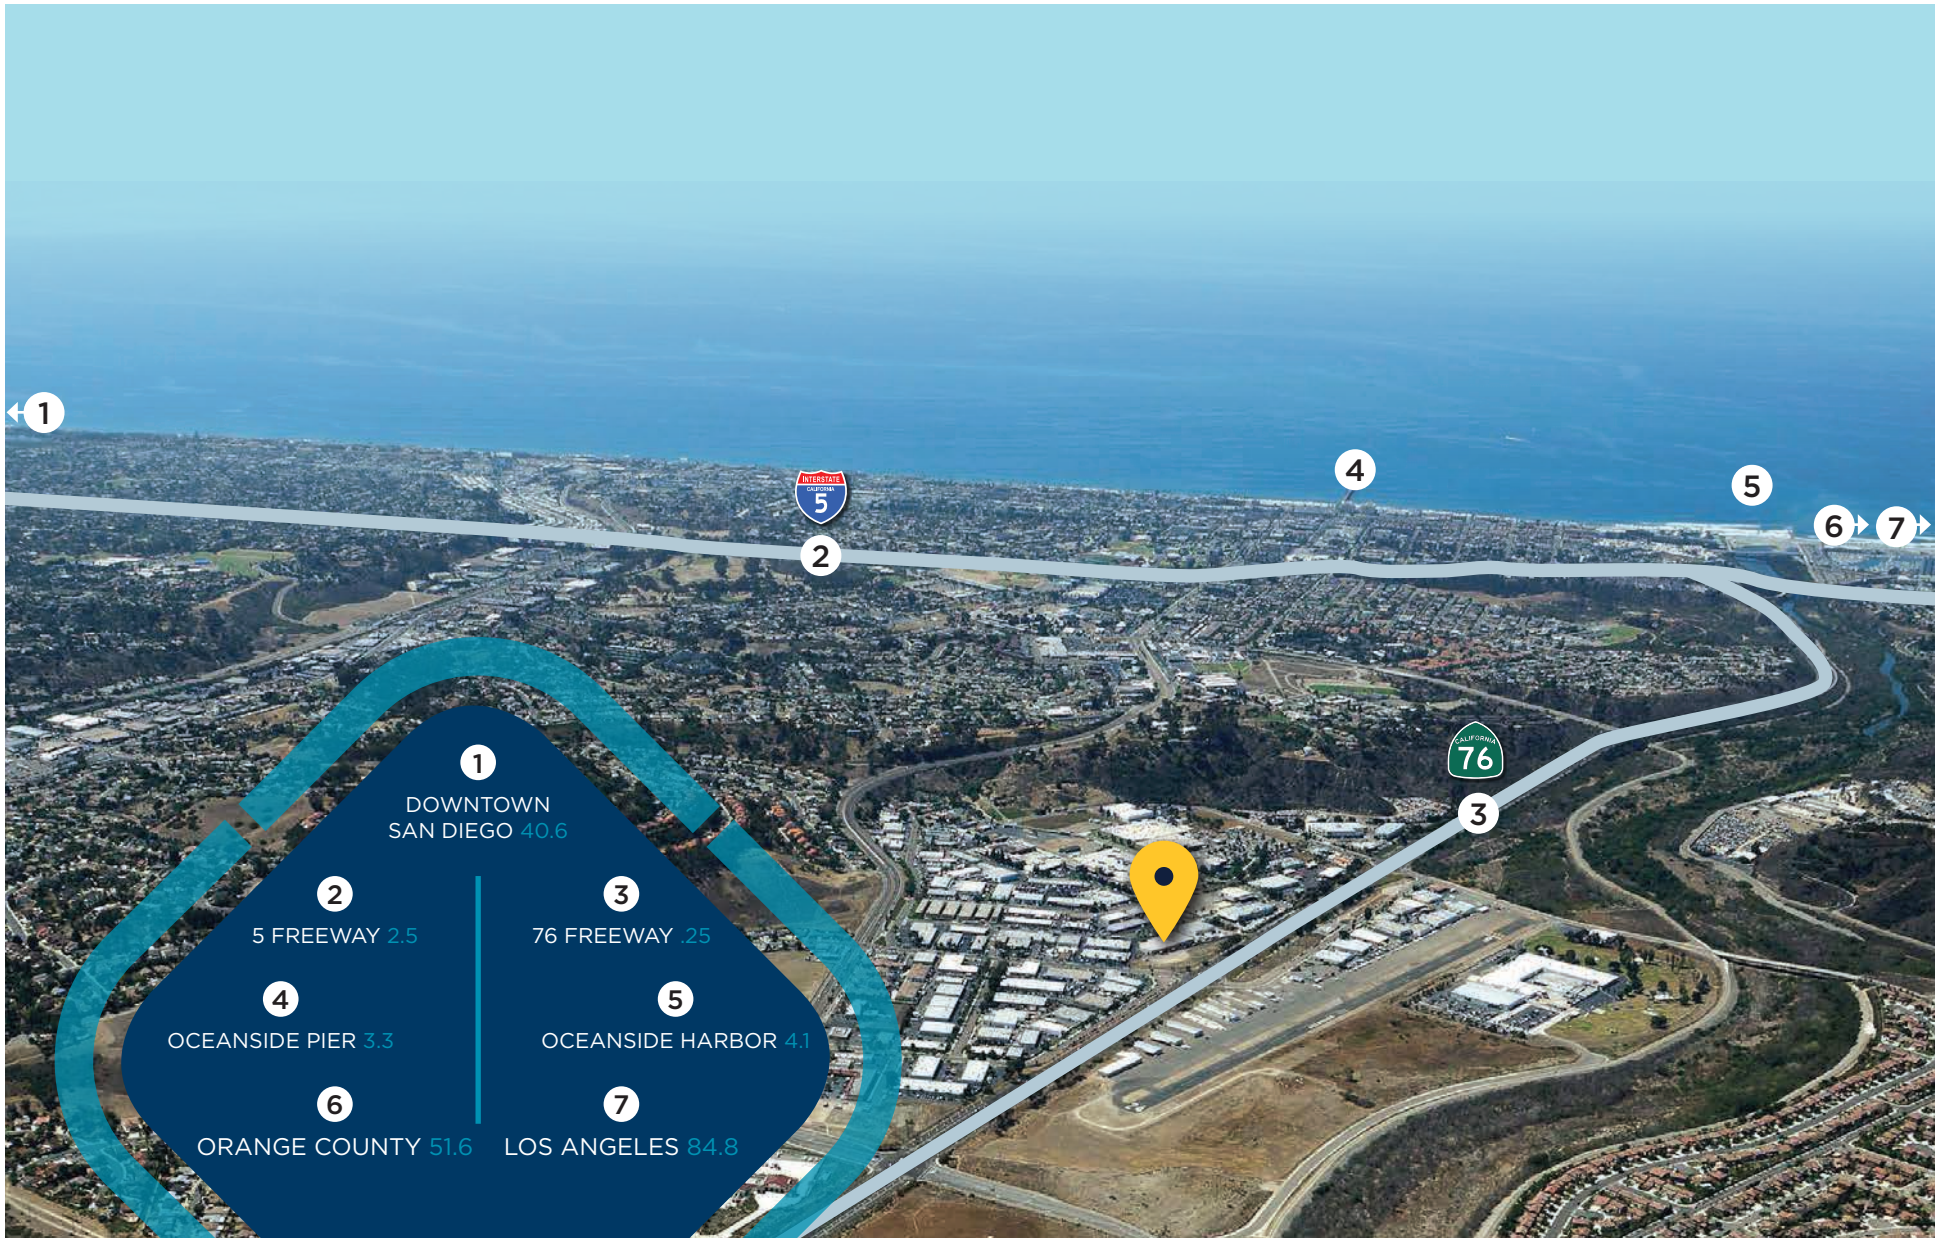 1
INTERSTATE
CALIFORNIA
5
2
4
5
6
7
CALIFORNIA
76
3
1
DOWNTOWN
SAN DIEGO 40.6
2
5 FREEWAY 2.5
3
76 FREEWAY .25
4
OCEANSIDE PIER 3.3
5
OCEANSIDE HARBOR 4.1
6
ORANGE COUNTY 51.6
7
LOS ANGELES 84.8